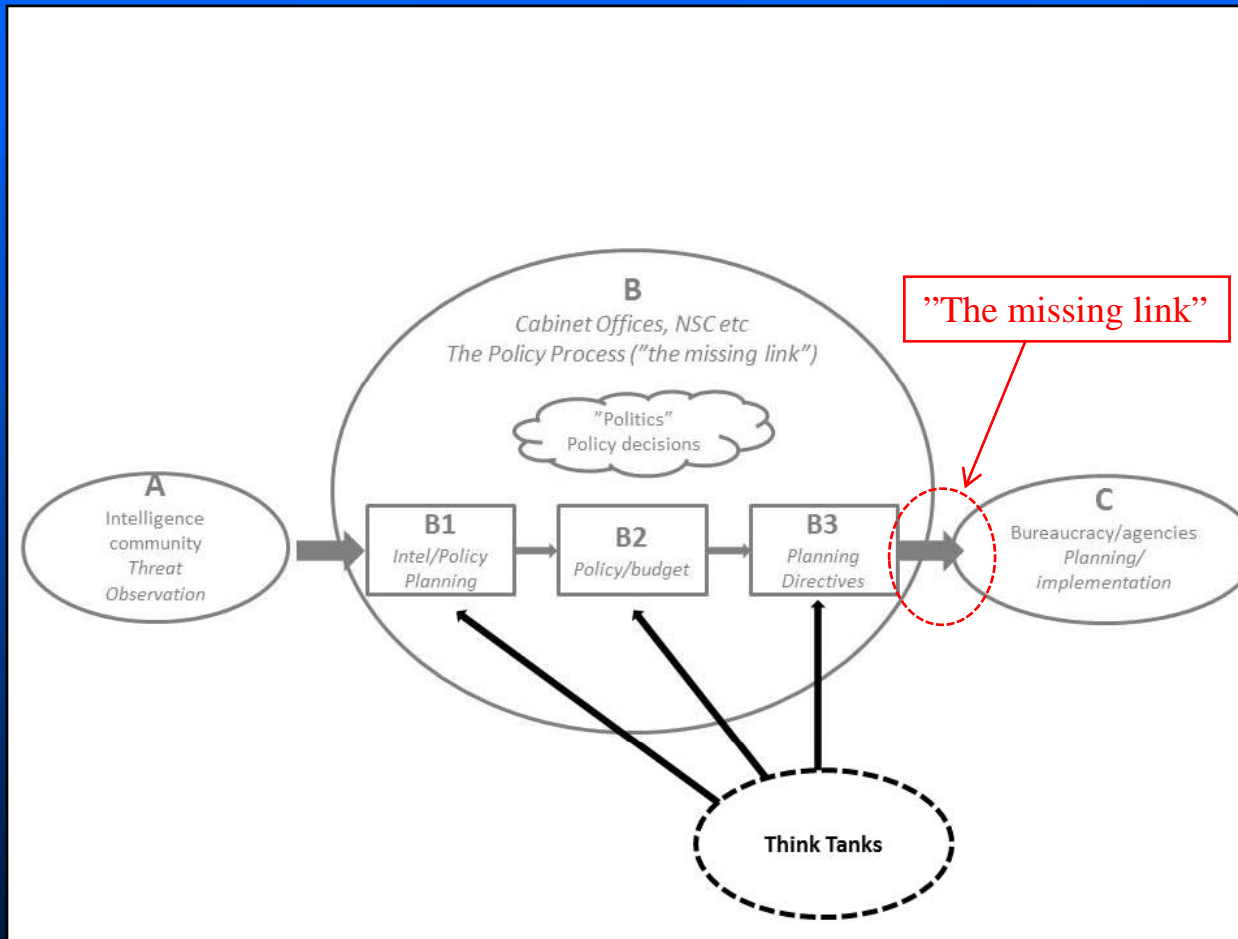 B
Cabinet Offices, NSC etc
The Policy Process (”the missing link”)
”Politics”
Policy decisions
”The missing link”
A
Intelligence
community
Threat
Observation
B1
Intel/Policy
Planning
B2
Policy/budget
B3
Planning
Directives
C
Bureaucracy/agencies
Planning/
implementation
Think Tanks